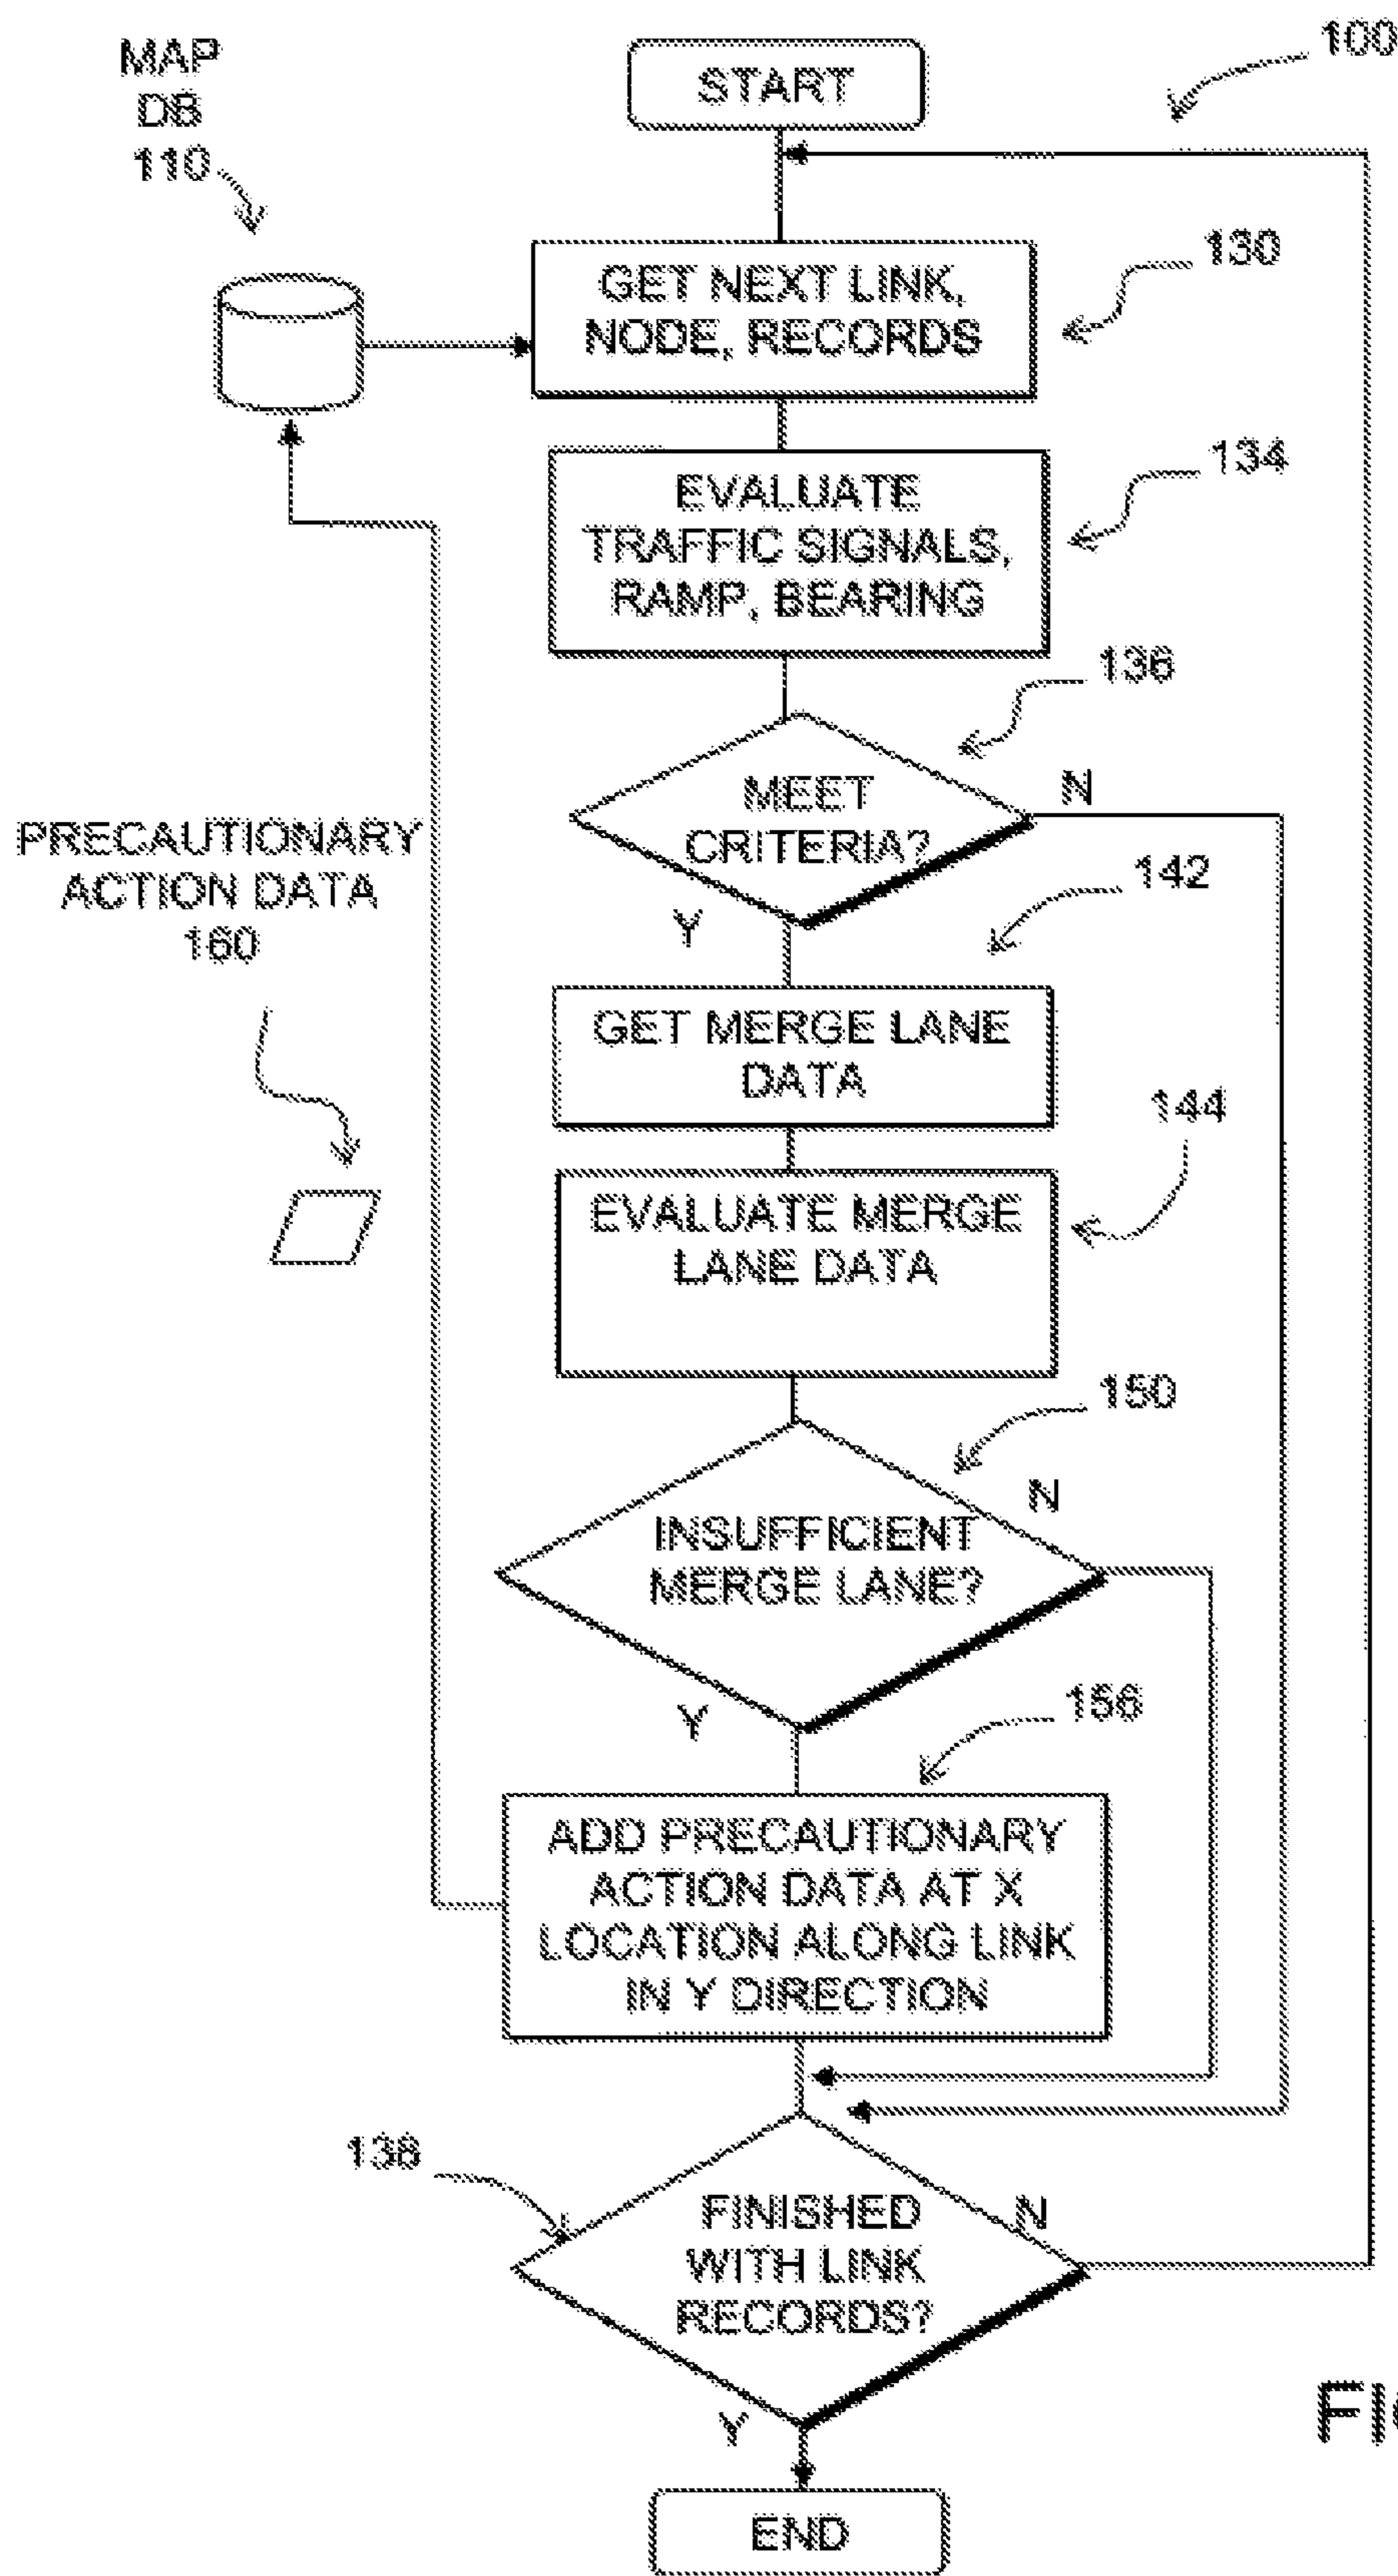 MAP
DB
110
START
100
GET NEXT LINK,
NODE, RECORDS
130
EVALUATE
TRAFFIC SIGNALS,
RAMP, BEARING
134
136
MEET
CRITERIA?
N
Y
PRECAUTIONARY
ACTION DATA
160
142
GET MERGE LANE
DATA
144
EVALUATE MERGE
LANE DATA
150
INSUFFICIENT
MERGE LANE?
N
Y
156
ADD PRECAUTIONARY
ACTION DATA AT X
LOCATION ALONG LINK
IN Y DIRECTION
138
FINISHED
WITH LINK
RECORDS?
N
Y
END